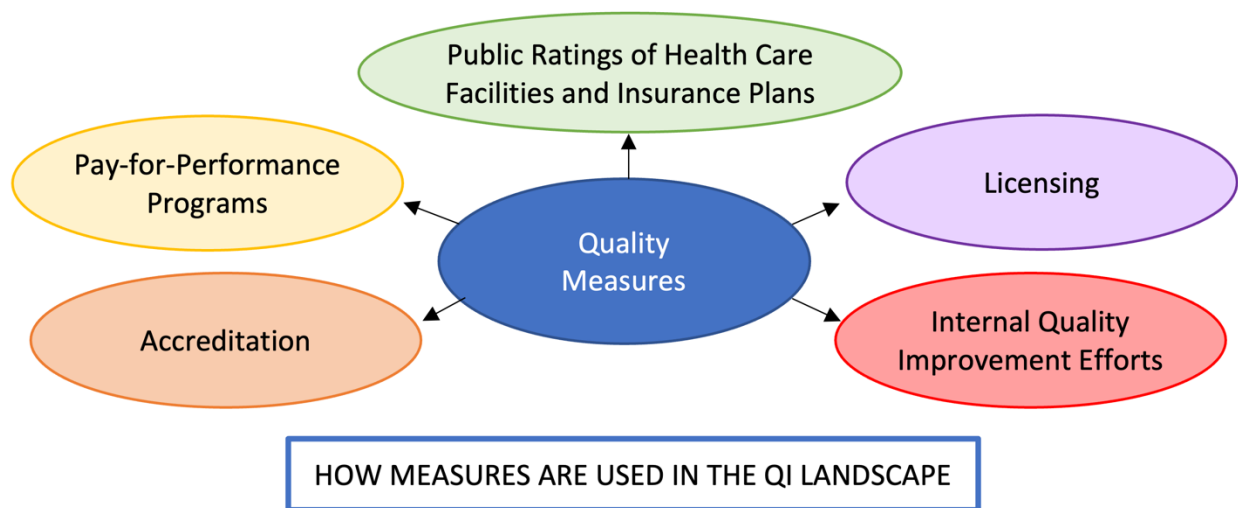 Public Ratings of Health Care
Facilities and Insurance Plans
Pay-for-Performance
Programs
Licensing
Quality
Measures
Accreditation
Internal Quality
Improvement Efforts
HOW MEASURES ARE USED IN THE QI LANDSCAPE